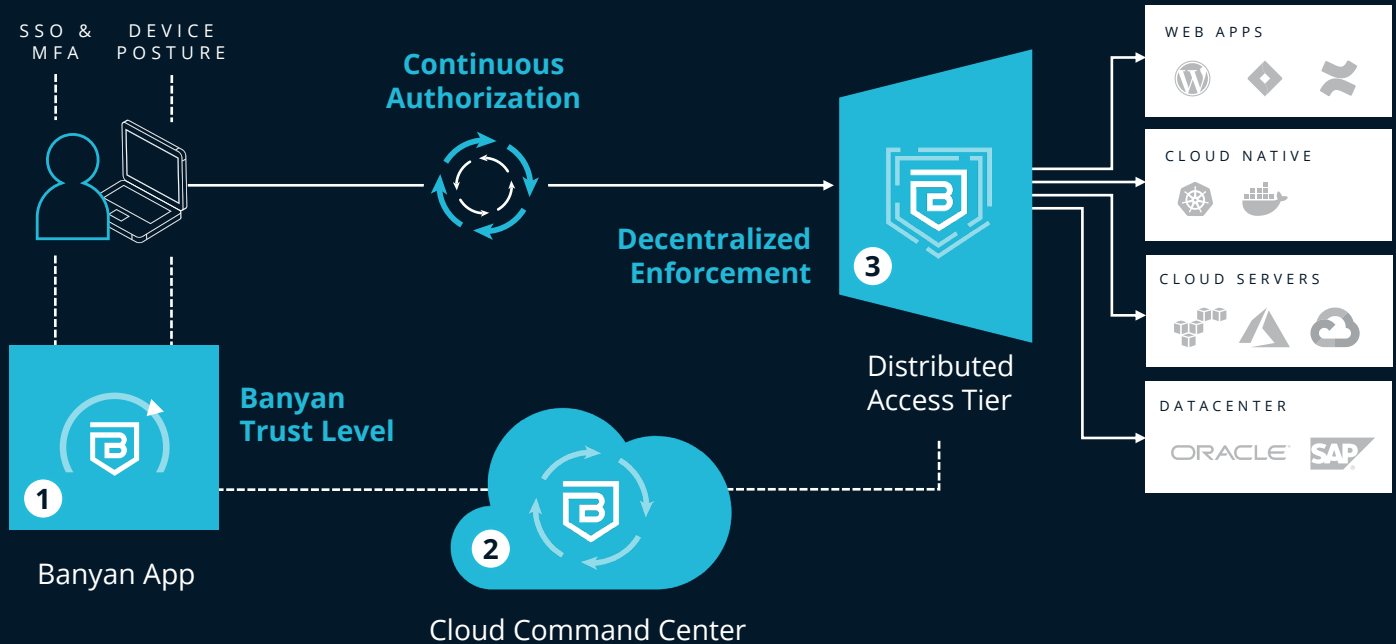 SSO &
MFA
DEVICE
POSTURE
Continuous
Authorization
Decentralized
Enforcement
B
3
Distributed
Access Tier
WEB APPS
W
CLOUD NATIVE
CLOUD SERVERS
DATACENTER
ORACLE®
SAP®
B
1
Banyan
Trust Level
Banyan App
B
2
Cloud Command Center